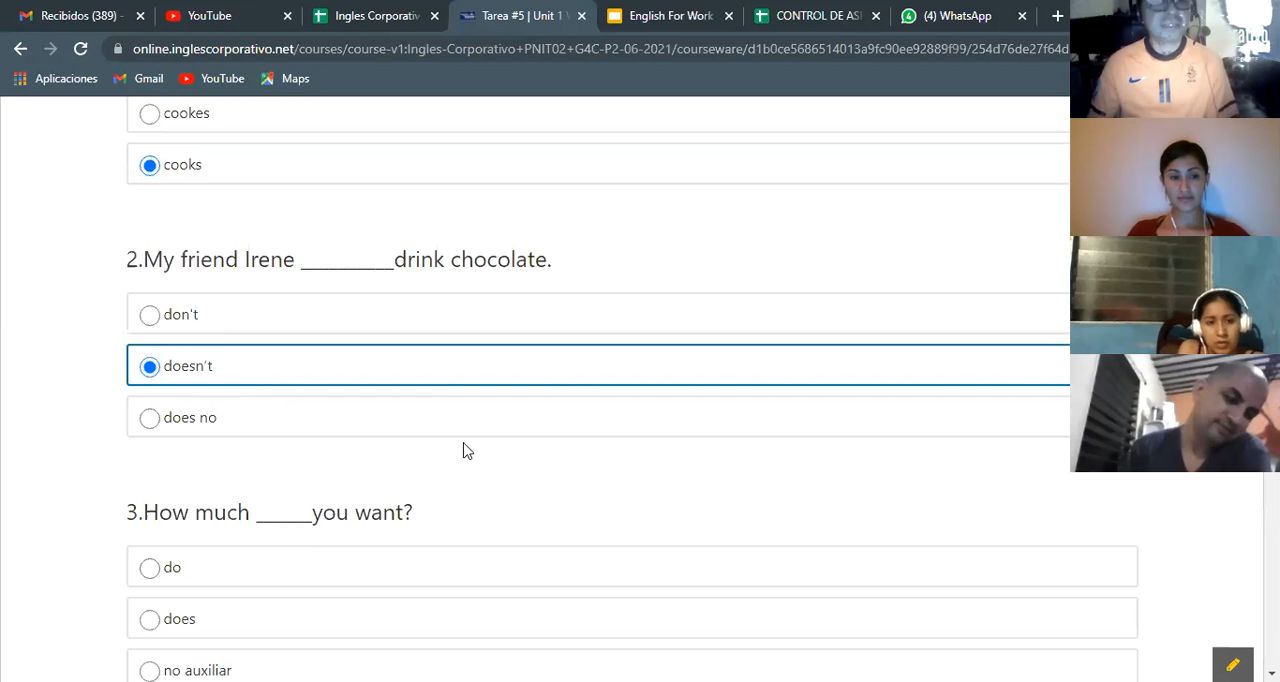 Recibidos (389) -
YouTube
Ingles Corporativ
Tarea #5 | Unit 1
English For Work
CONTROL DE AS
(4) WhatsApp
online.inglescorporativo.net/courses/course-v1:Ingles-Corporativo+PNIT02+G4C-P2-06-2021/courseware/d1b0ce5686514013a9fc90ee92889f99/254d76de27f64d
Aplicaciones
Gmail
YouTube
Maps
cookes
cooks
2.My friend Irene __________drink chocolate.
don't
doesn't
does no
3.How much ______you want?
do
does
no auxiliar
11